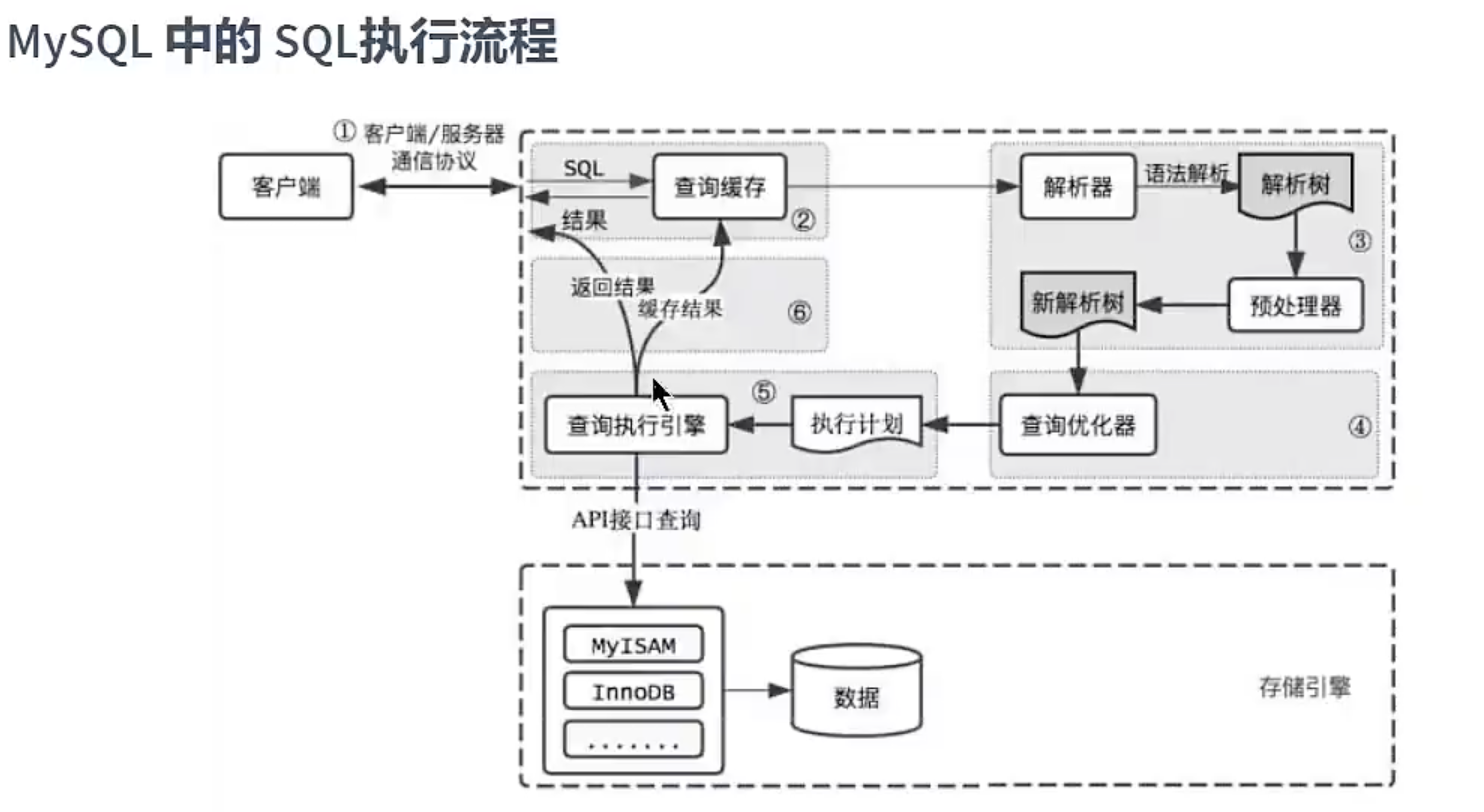 MySQL 中的 SQL执行流程
① 客户端/服务器
通信协议
客户端
SQL
查询缓存
结果
②
解析器
语法解析
解析树
③
返回结果
缓存结果
⑥
新解析树
预处理器
⑤
查询执行引擎
执行计划
查询优化器
④
API接口查询
MyISAM
InnoDB
.......
数据
存储引擎